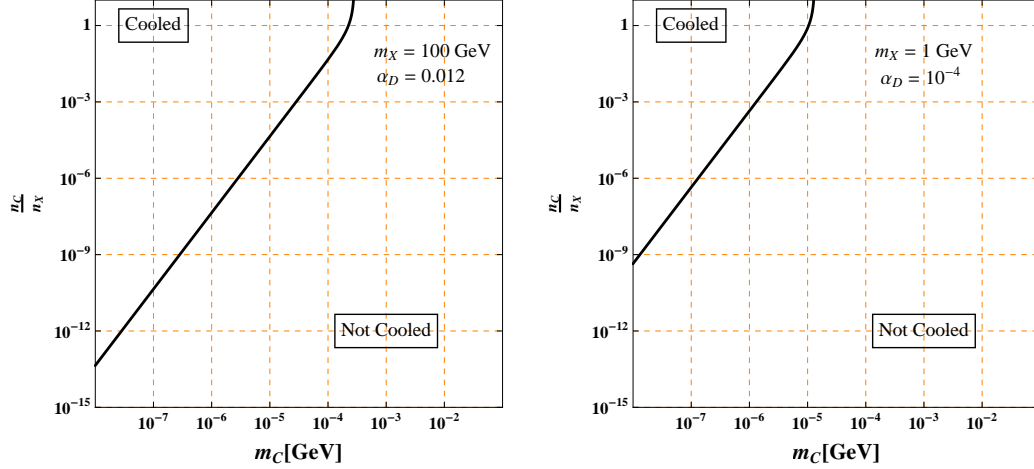 Cooled
m_X = 100 GeV
α_D = 0.012
Not Cooled
1
10⁻³
10⁻⁶
10⁻⁹
10⁻¹²
10⁻¹⁵
n_C
n_X
10⁻⁷ 10⁻⁶ 10⁻⁵ 10⁻⁴ 10⁻³ 10⁻²
m_C[GeV]
Cooled
m_X = 1 GeV
α_D = 10⁻⁴
Not Cooled
1
10⁻³
10⁻⁶
10⁻⁹
10⁻¹²
10⁻¹⁵
n_C
n_X
10⁻⁷ 10⁻⁶ 10⁻⁵ 10⁻⁴ 10⁻³ 10⁻²
m_C[GeV]